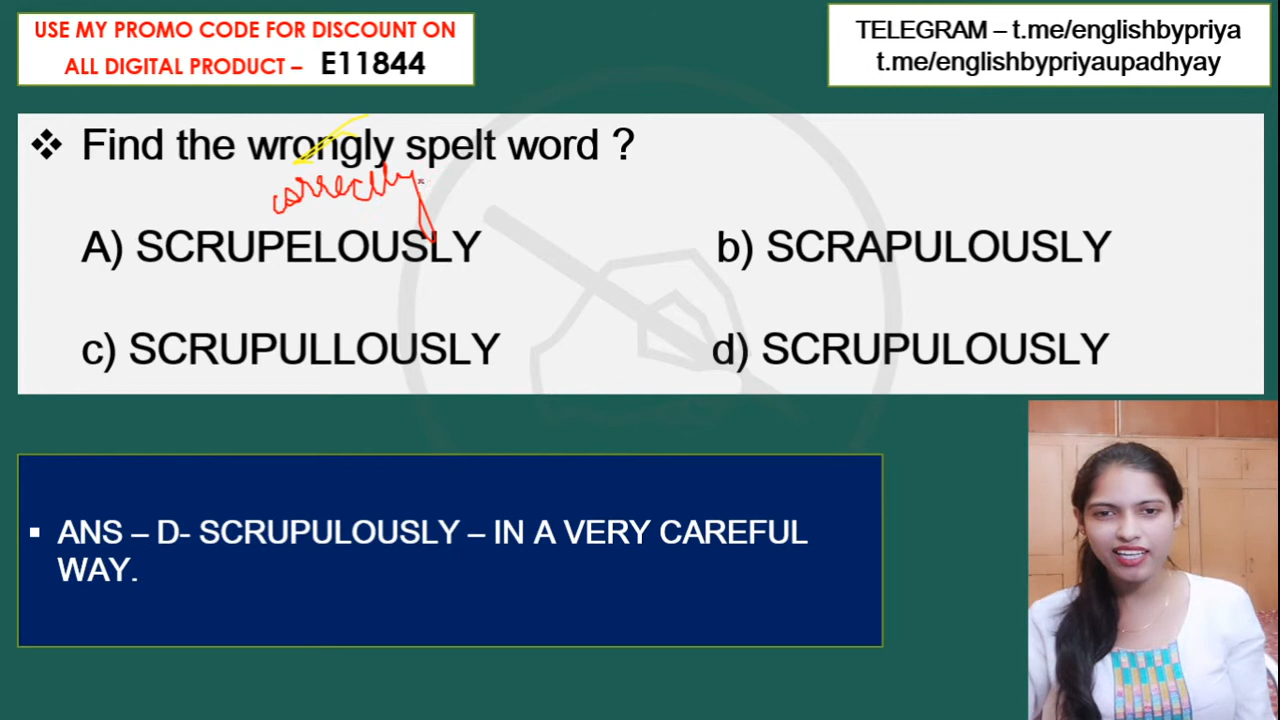 USE MY PROMO CODE FOR DISCOUNT ON
ALL DIGITAL PRODUCT – E11844
TELEGRAM – t.me/englishbypriya
t.me/englishbypriyaupadhyay
❖ Find the wrongly spelt word ?
correctly
A) SCRUPELOUSLY
b) SCRAPULOUSLY
c) SCRUPULLOUSLY
d) SCRUPULOUSLY
▪ ANS – D- SCRUPULOUSLY – IN A VERY CAREFUL
WAY.